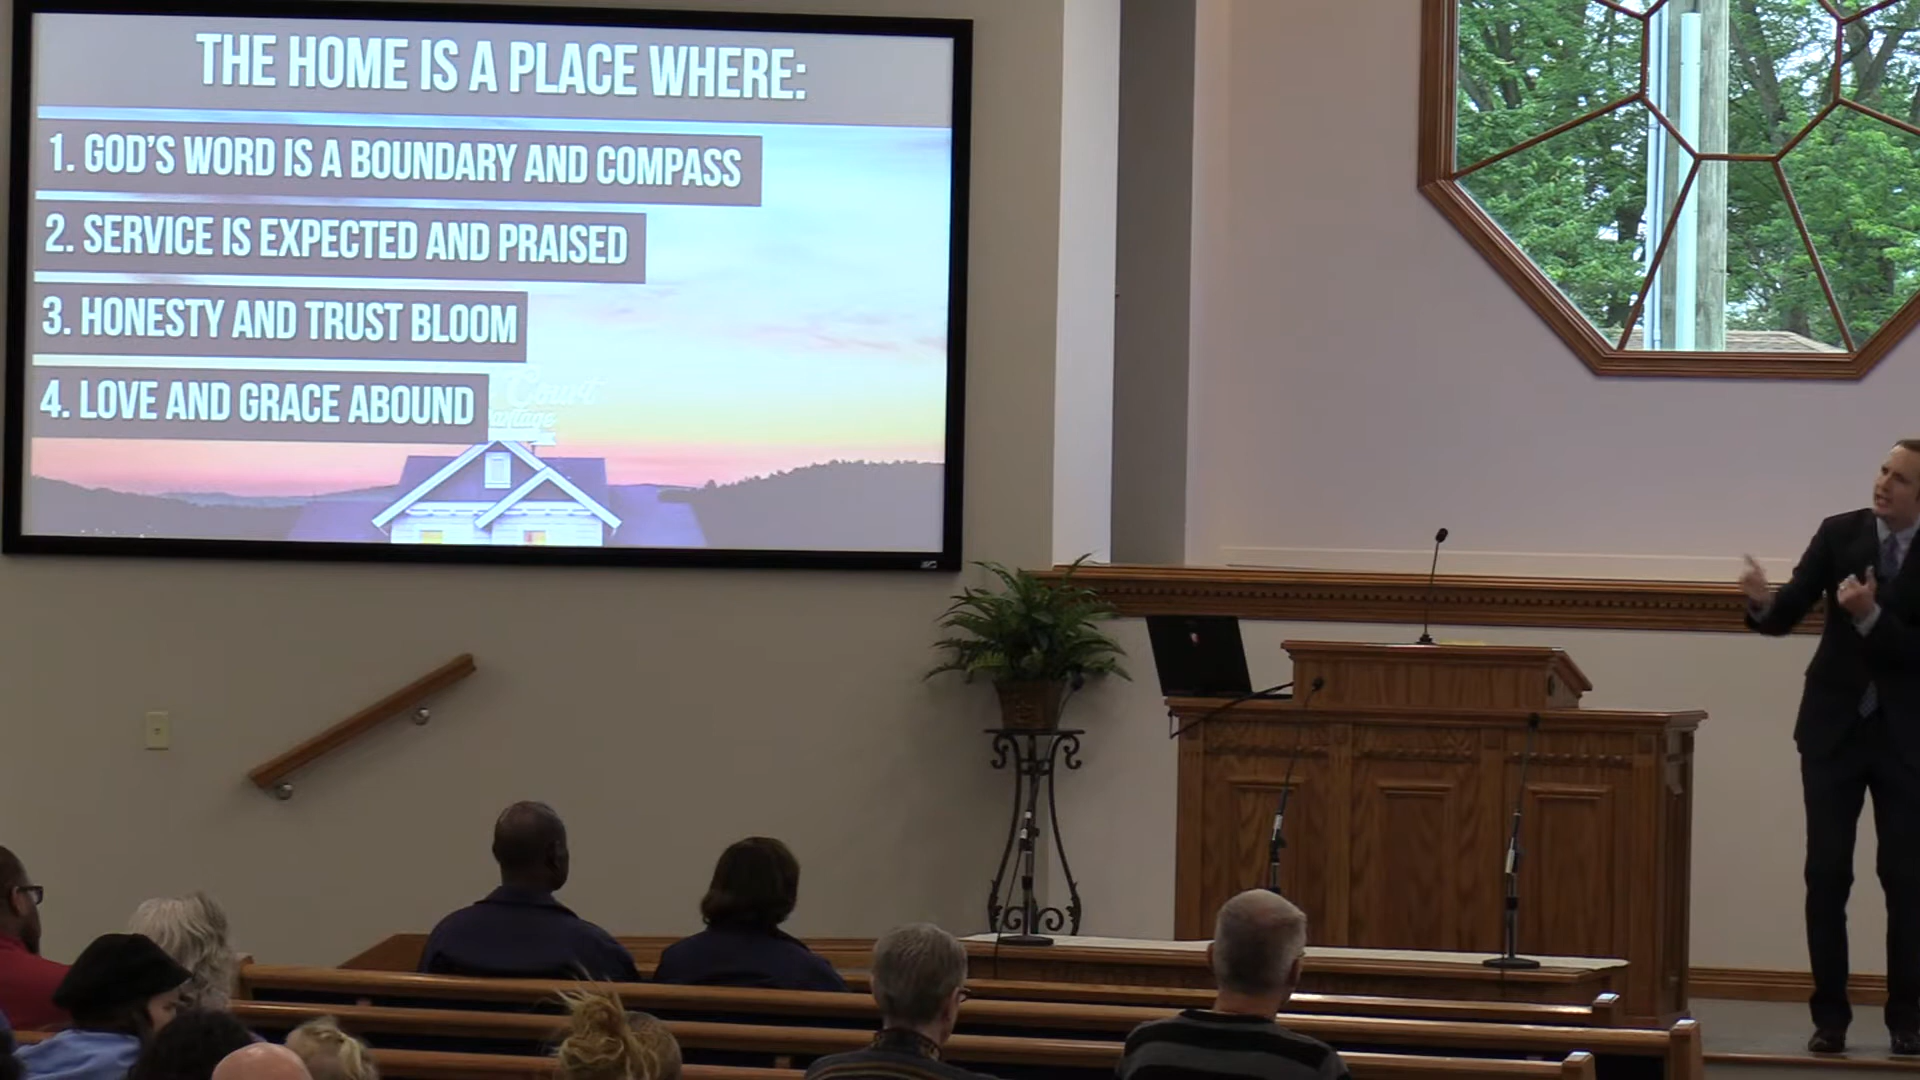 THE HOME IS A PLACE WHERE:
1. GOD'S WORD IS A BOUNDARY AND COMPASS
2. SERVICE IS EXPECTED AND PRAISED
3. HONESTY AND TRUST BLOOM
4. LOVE AND GRACE ABOUND
Court